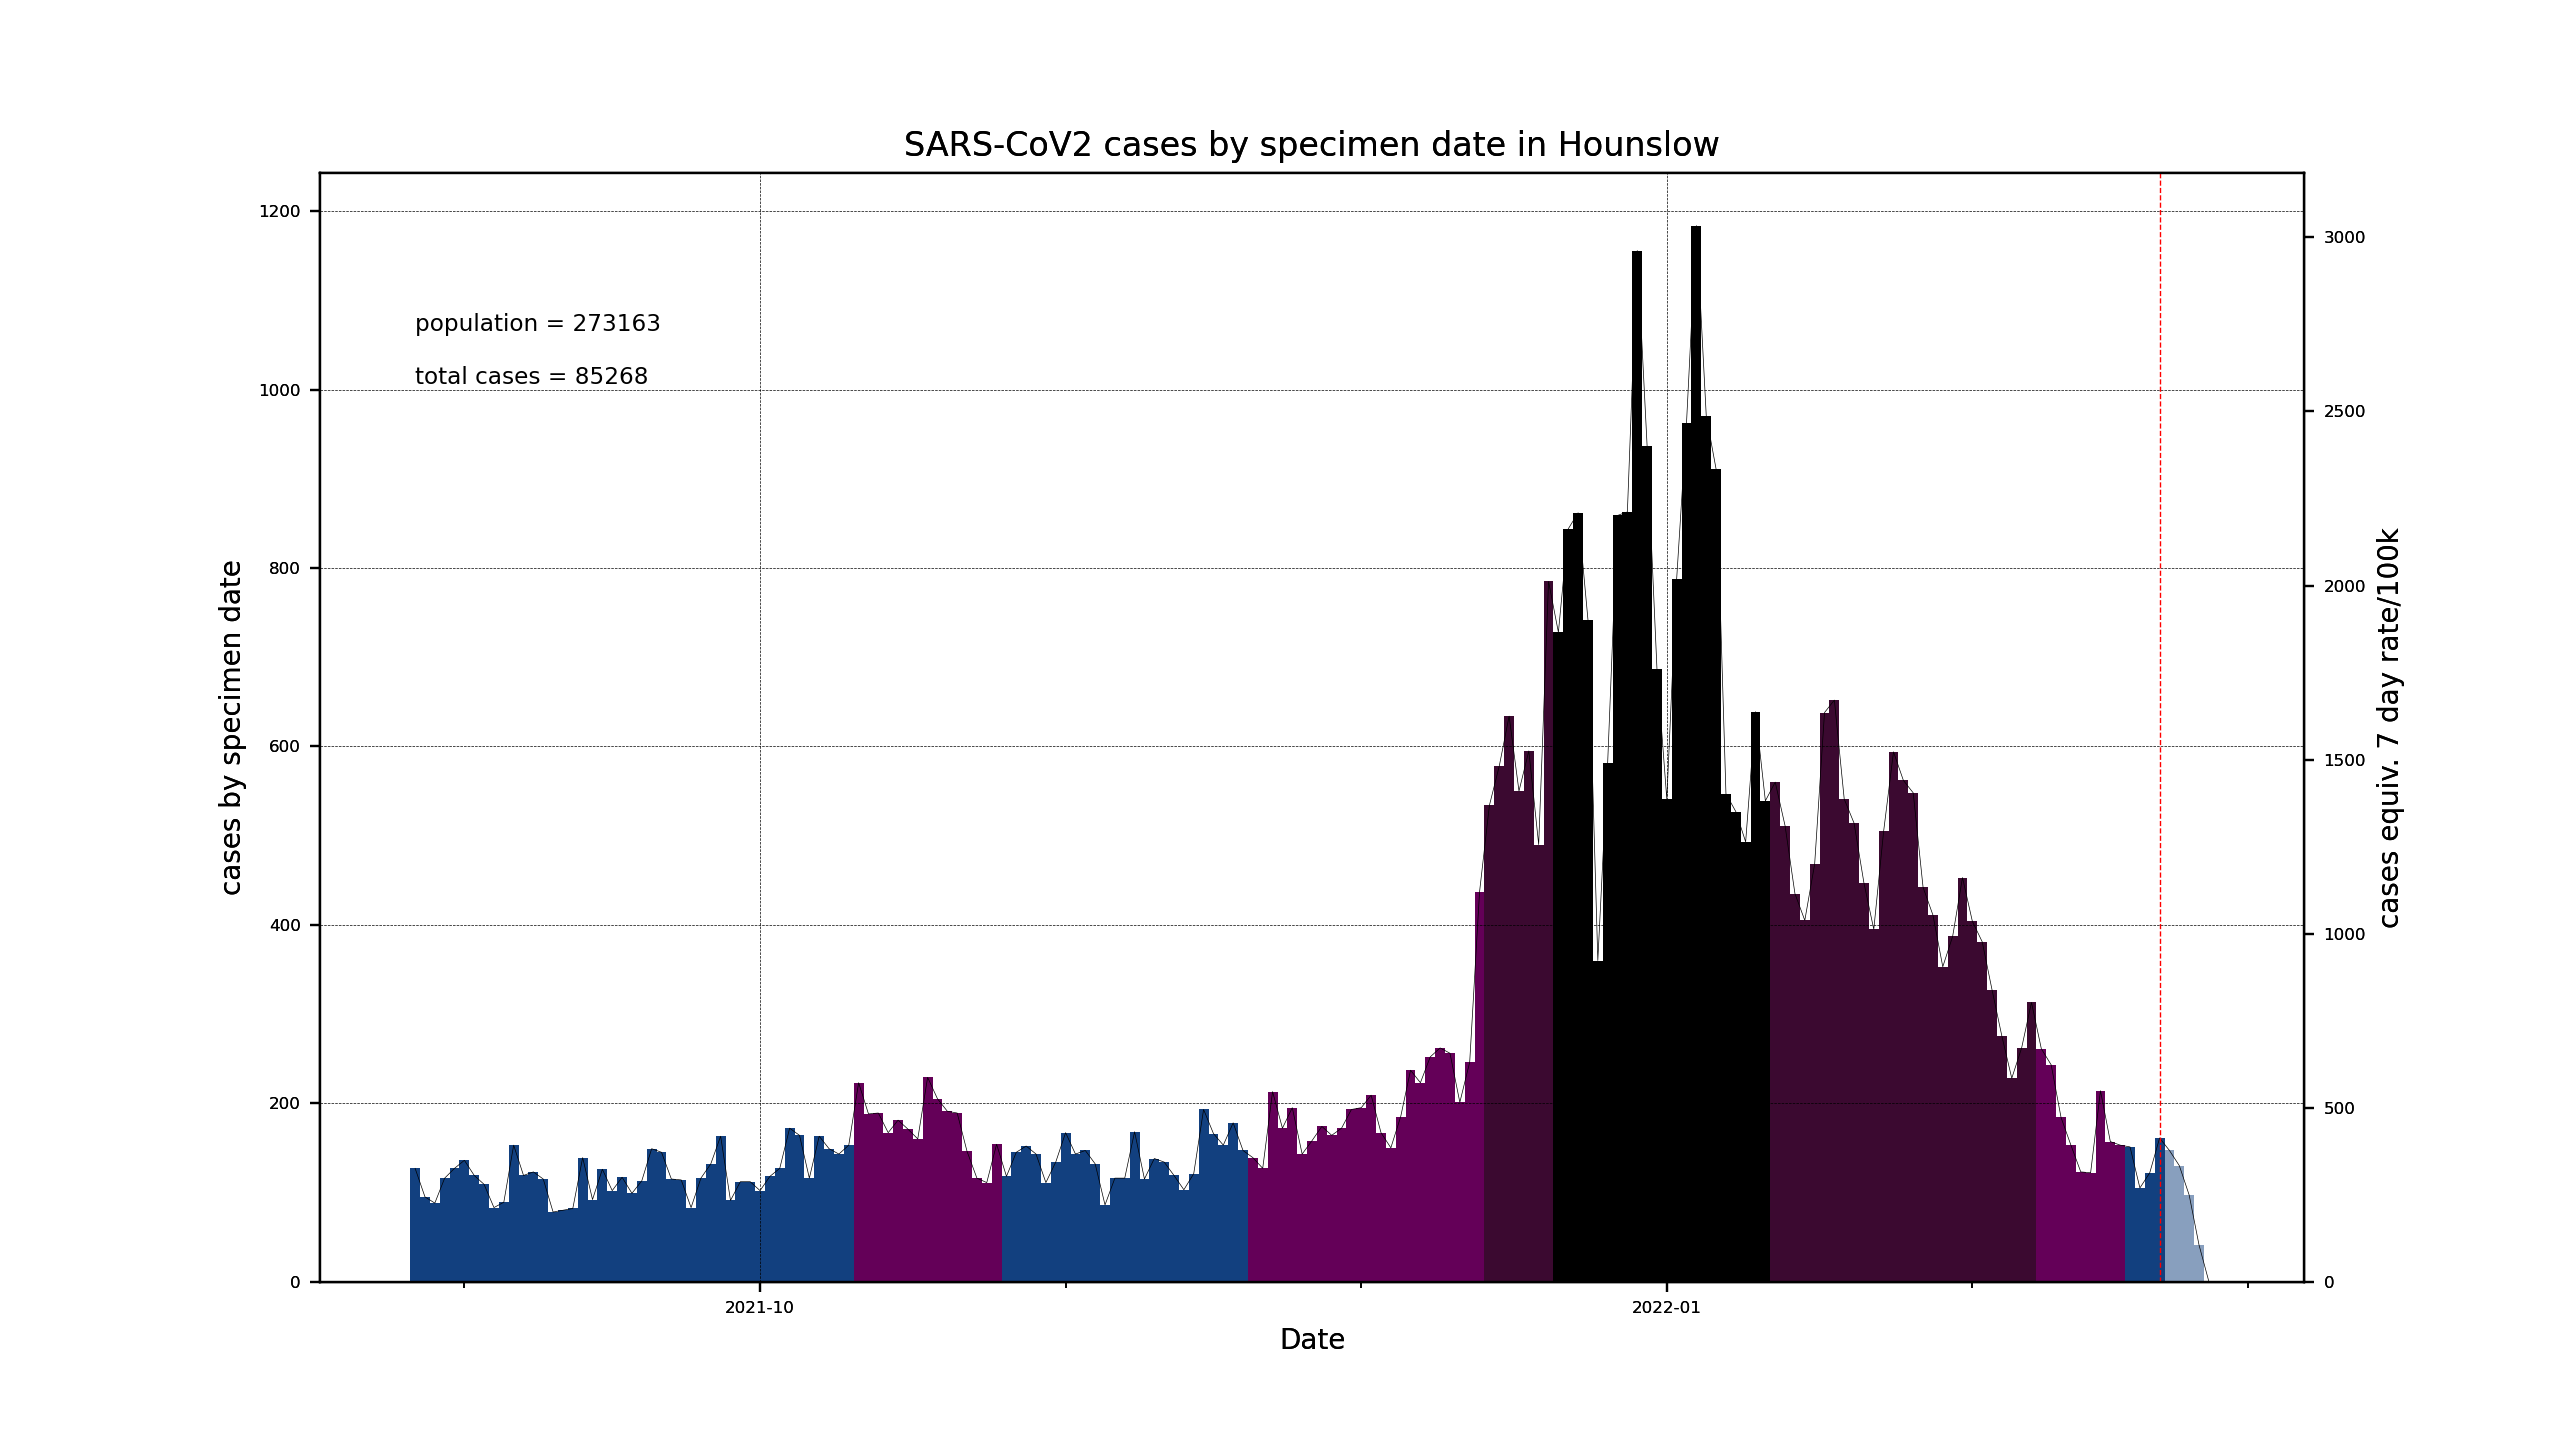 SARS-CoV2 cases by specimen date in Hounslow
population = 273163
total cases = 85268
cases by specimen date
1200
1000
800
600
400
200
0
3000
2500
2000
1500
1000
500
0
cases equiv. 7 day rate/100k
2021-10
2022-01
Date